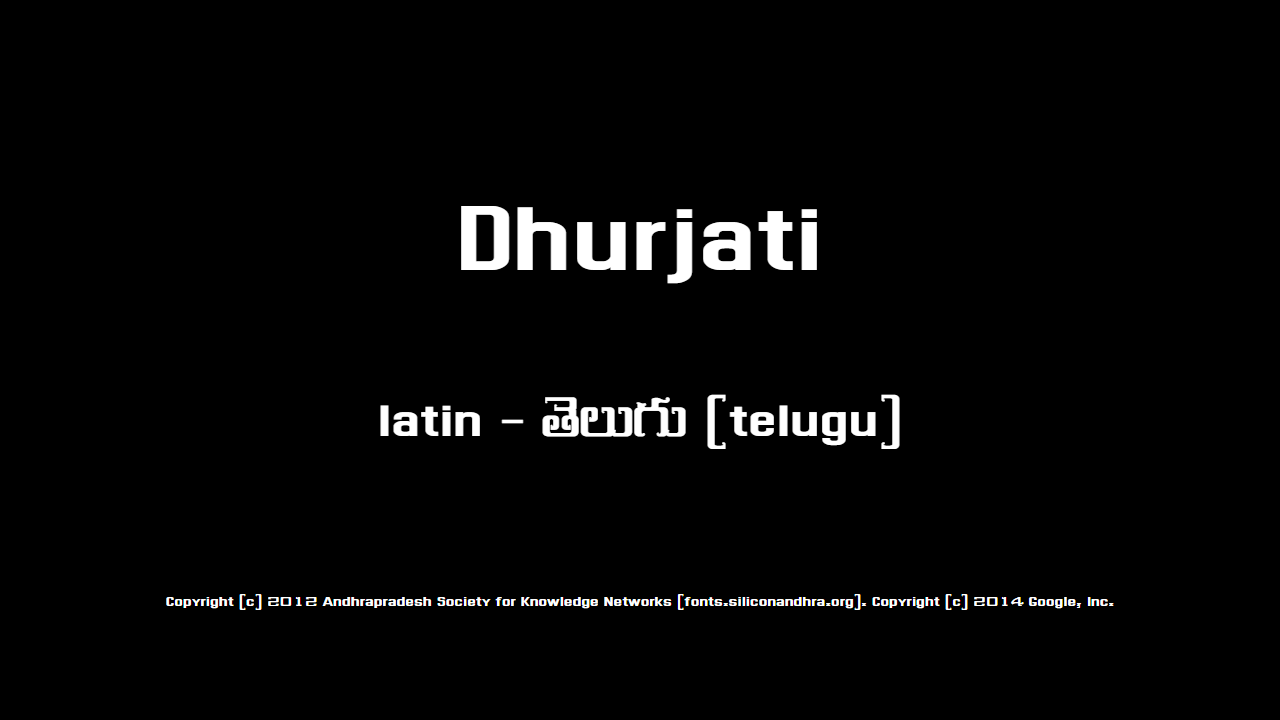 Dhurjati
latin - తెలుగు [telugu]
Copyright [c] 2012 Andhrapradesh Society for Knowledge Networks [fonts.siliconandhra.org]. Copyright [c] 2014 Google, Inc.